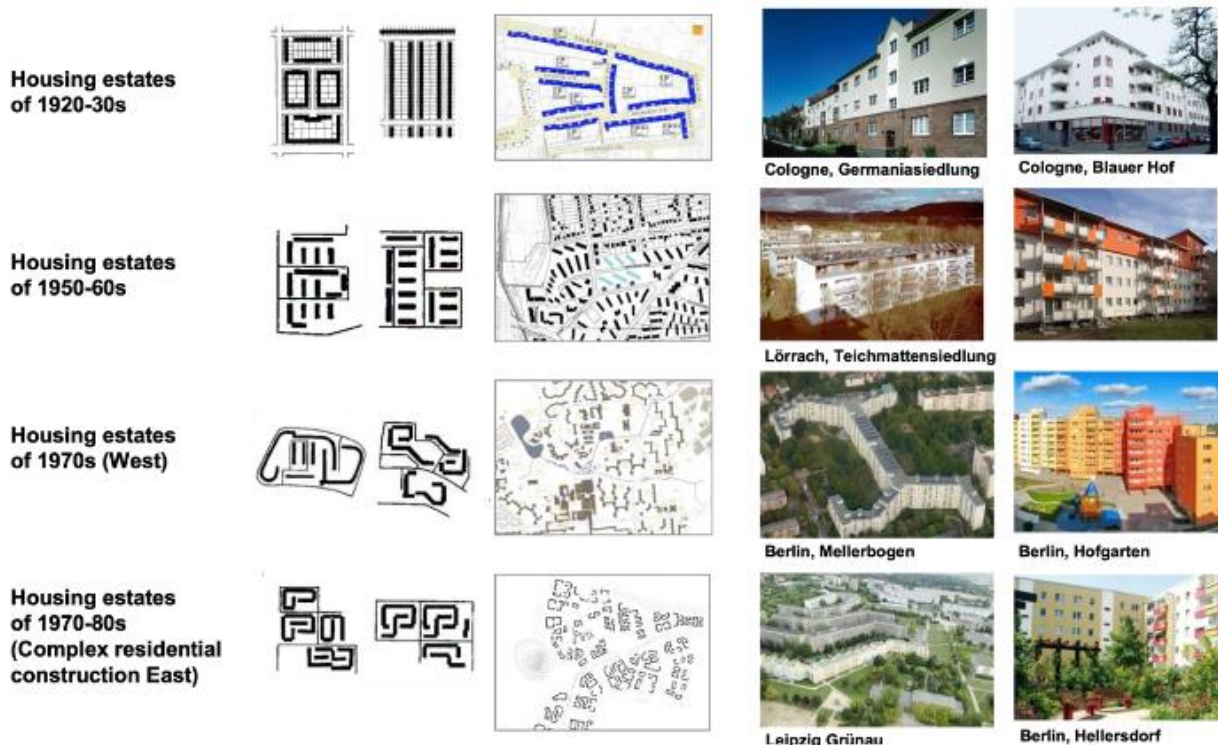 Housing estates
of 1920-30s
Cologne, Germaniasiedlung
Cologne, Blauer Hof
Housing estates
of 1950-60s
Lörrach, Teichmattensiedlung
Housing estates
of 1970s (West)
Berlin, Mellerbogen
Berlin, Hofgarten
Housing estates
of 1970-80s
(Complex residential
construction East)
Leipzig Grünau
Berlin, Hellersdorf